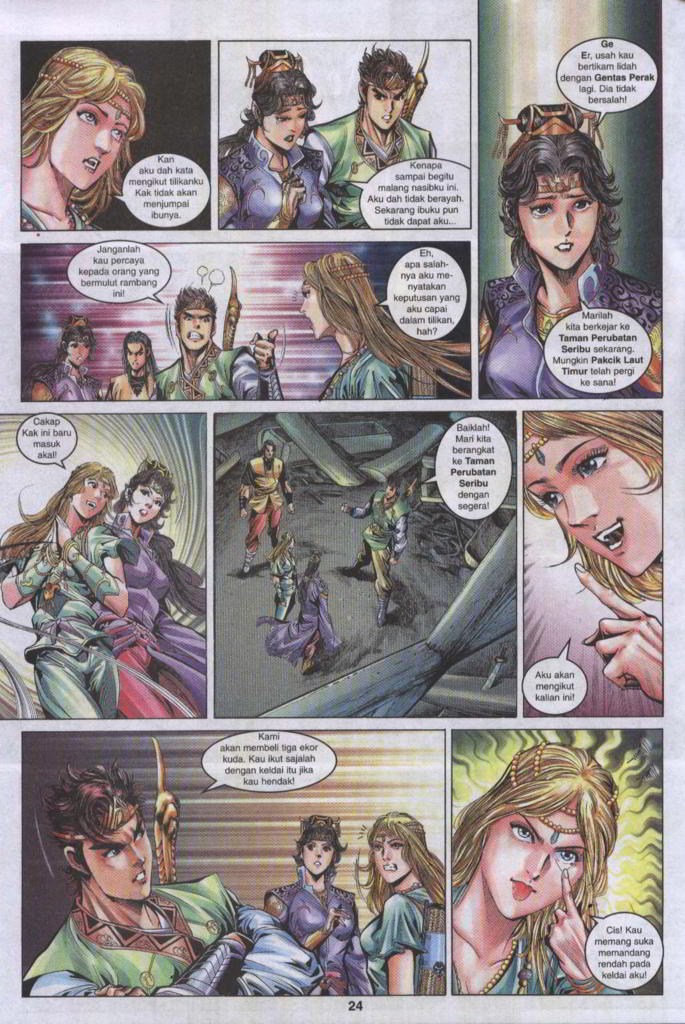 Kan
aku dah kata
mengikut tilikanku
Kak tidak akan
menjumpai
ibunya.
Kenapa
sampai begitu
malang nasibku ini.
Aku dah tidak berayah.
Sekarang ibuku pun
tidak dapat aku...
Ge
Er, usah kau
bertikam lidah
dengan Gentas Perak
lagi. Dia tidak
bersalah!
Marilah
kita berkejar ke
Taman Perubatan
Seribu sekarang.
Mungkin Pakcik Laut
Timur telah pergi
ke sana!
Janganlah
kau percaya
kepada orang yang
bermulut rambang
ini!
Eh,
apa salah-
nya aku me-
nyatakan
keputusan yang
aku capai
dalam tilikan,
hah?
Cakap
Kak ini baru
masuk
akal!
Baiklah!
Mari kita
berangkat
ke Taman
Perubatan
Seribu
dengan
segera!
Aku akan
mengikut
kalian ini!
Kami
akan membeli tiga ekor
kuda. Kau ikut sajalah
dengan keldai itu jika
kau hendak!
Cis! Kau
memang suka
memandang
rendah pada
keldai aku!
24